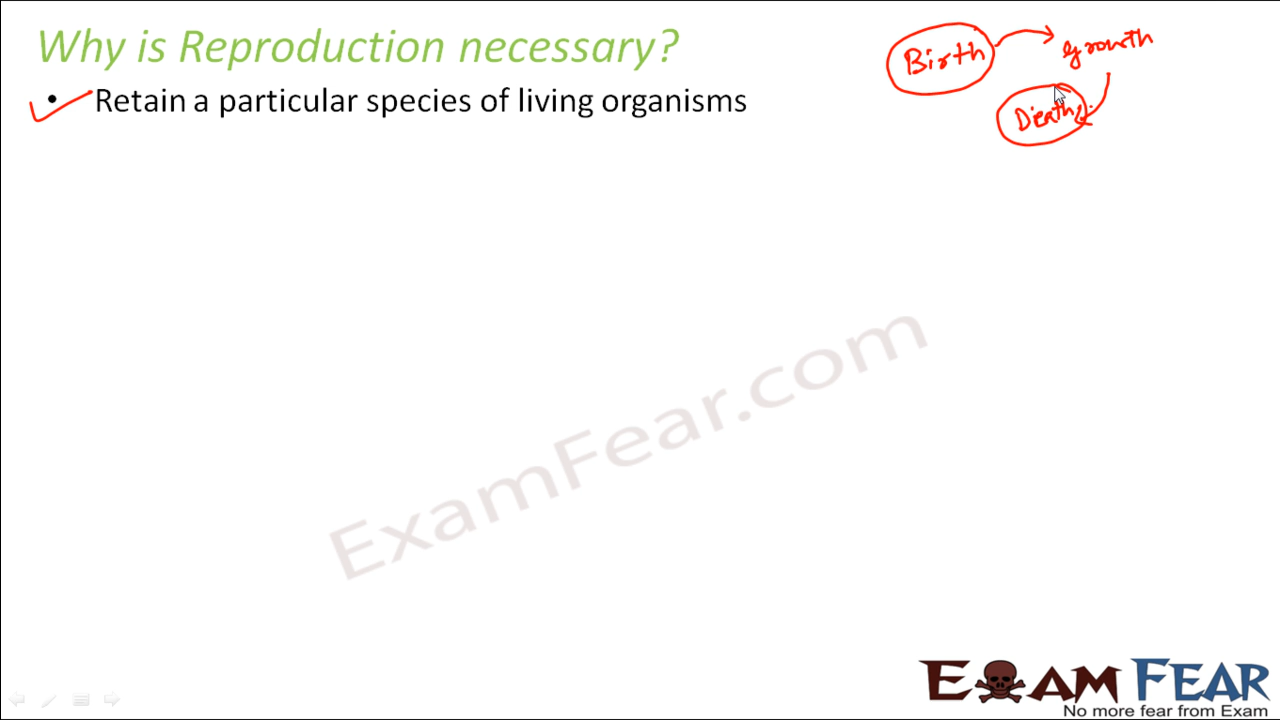 Why is Reproduction necessary?
• Retain a particular species of living organisms
Birth
Growth
Death
ExamFear.com
EXAM FEAR
No more fear from Exam